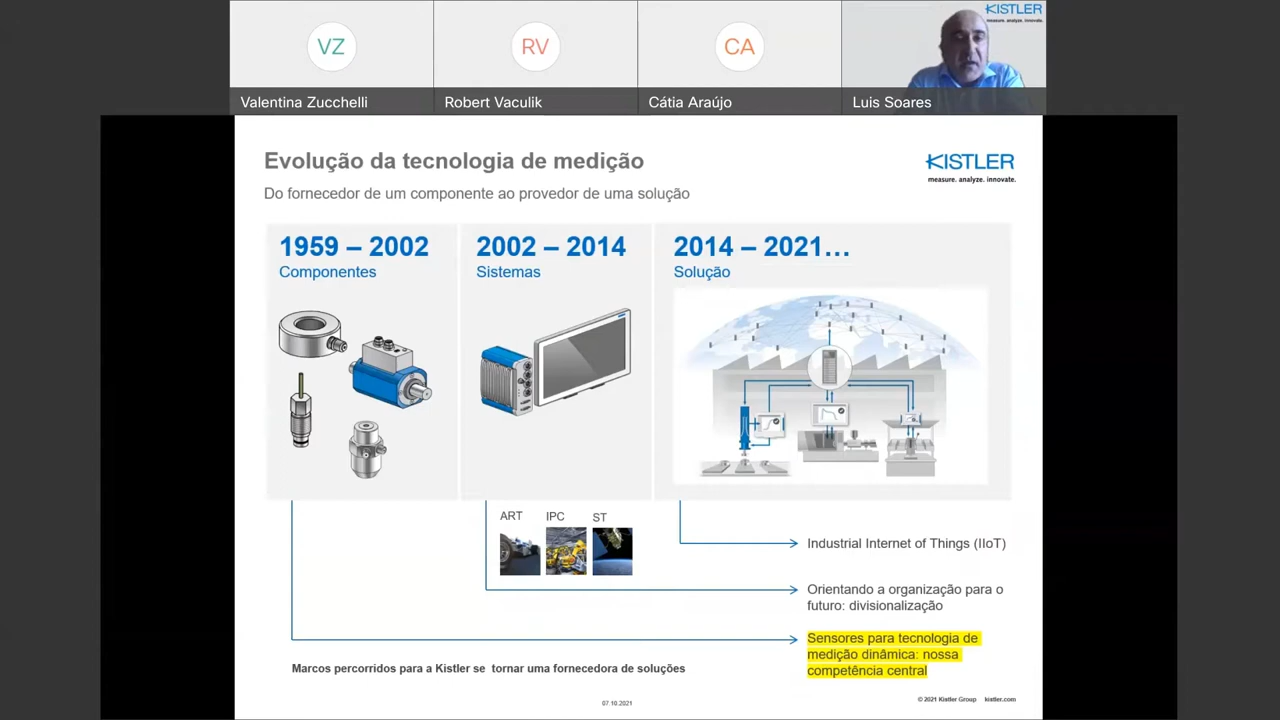 VZ
RV
CA
KISTLER
measure. analyze. innovate.
Valentina Zucchelli
Robert Vaculik
Cátia Araújo
Luis Soares
Evolução da tecnologia de medição
KISTLER
measure. analyze. innovate.
Do fornecedor de um componente ao provedor de uma solução
1959 – 2002
Componentes
2002 – 2014
Sistemas
2014 – 2021…
Solução
ART
IPC
ST
Industrial Internet of Things (IIoT)
Orientando a organização para o
futuro: divisionalização
Sensores para tecnologia de
medição dinâmica: nossa
competência central
Marcos percorridos para a Kistler se tornar uma fornecedora de soluções
07.10.2021
© 2021 Kistler Group kistler.com